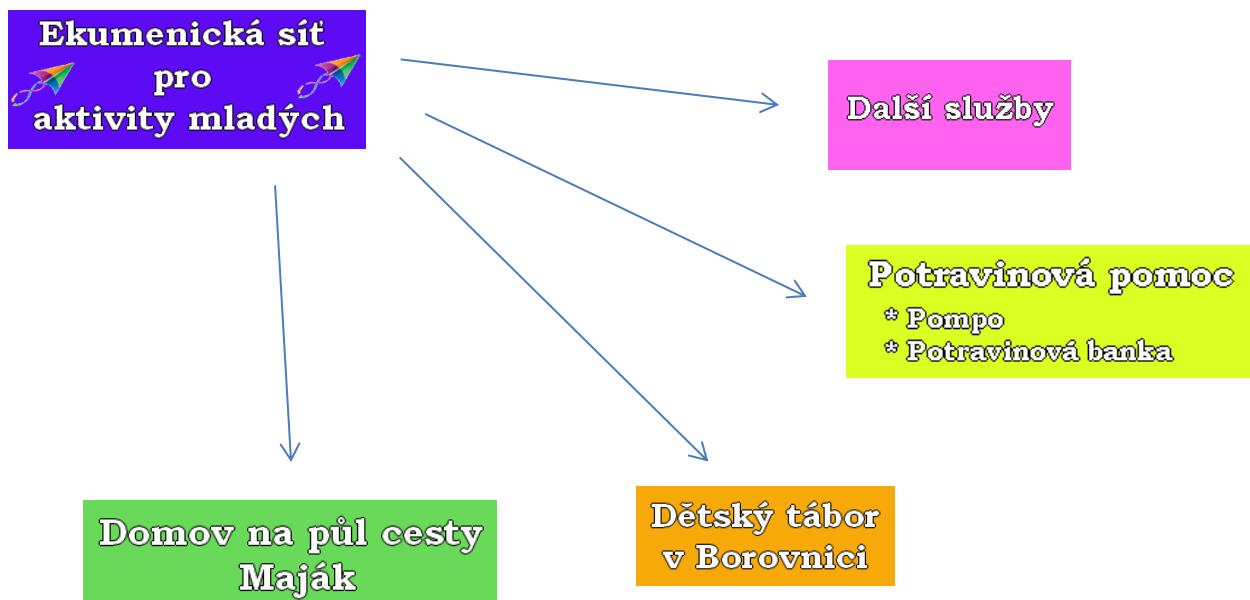 Ekumenická síť
pro
aktivity mladých
Další služby
Potravinová pomoc
* Pompo
* Potravinová banka
Domov na půl cesty
Maják
Dětský tábor
v Borovnici